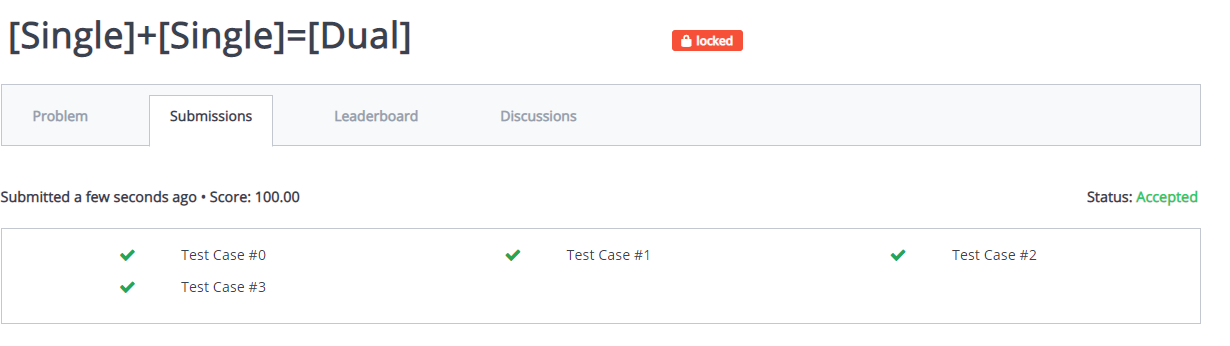 [Single]+[Single]=[Dual]
locked
Problem
Submissions
Leaderboard
Discussions
Submitted a few seconds ago • Score: 100.00
Status: Accepted
Test Case #0
Test Case #1
Test Case #2
Test Case #3